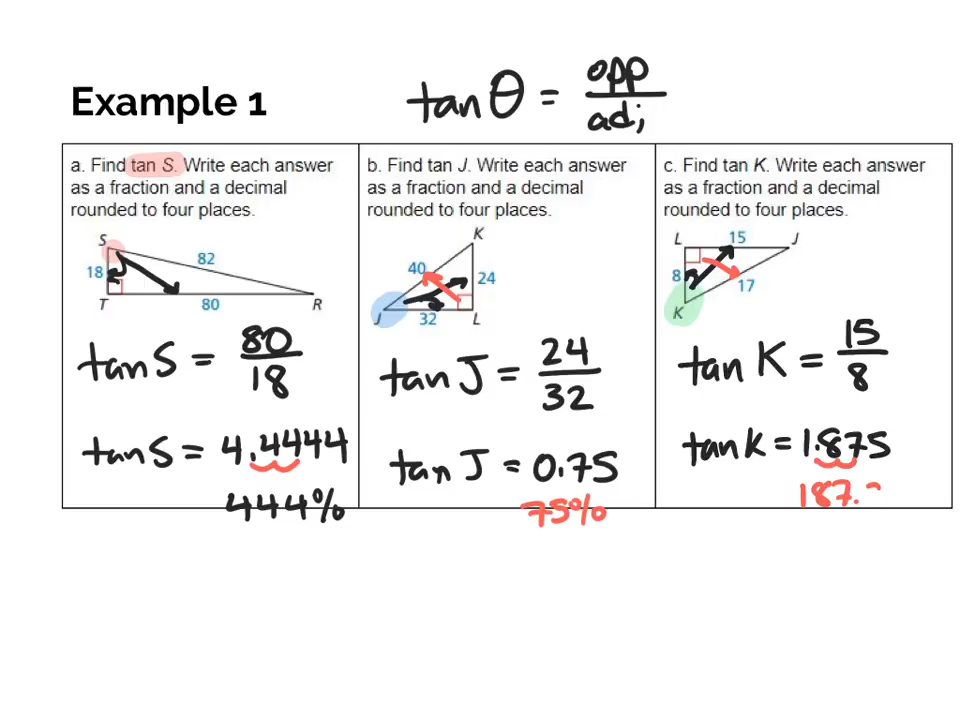 Example 1
tan θ = opp / adj
a. Find tan S. Write each answer
as a fraction and a decimal
rounded to four places.
S
18
82
T
80
R
tan S = 80 / 18
tan S = 4.4444
444%
b. Find tan J. Write each answer
as a fraction and a decimal
rounded to four places.
K
40
24
J
32
L
tan J = 24 / 32
tan J = 0.75
75%
c. Find tan K. Write each answer
as a fraction and a decimal
rounded to four places.
L
15
J
8
17
K
tan K = 15 / 8
tan K = 1.875
187.